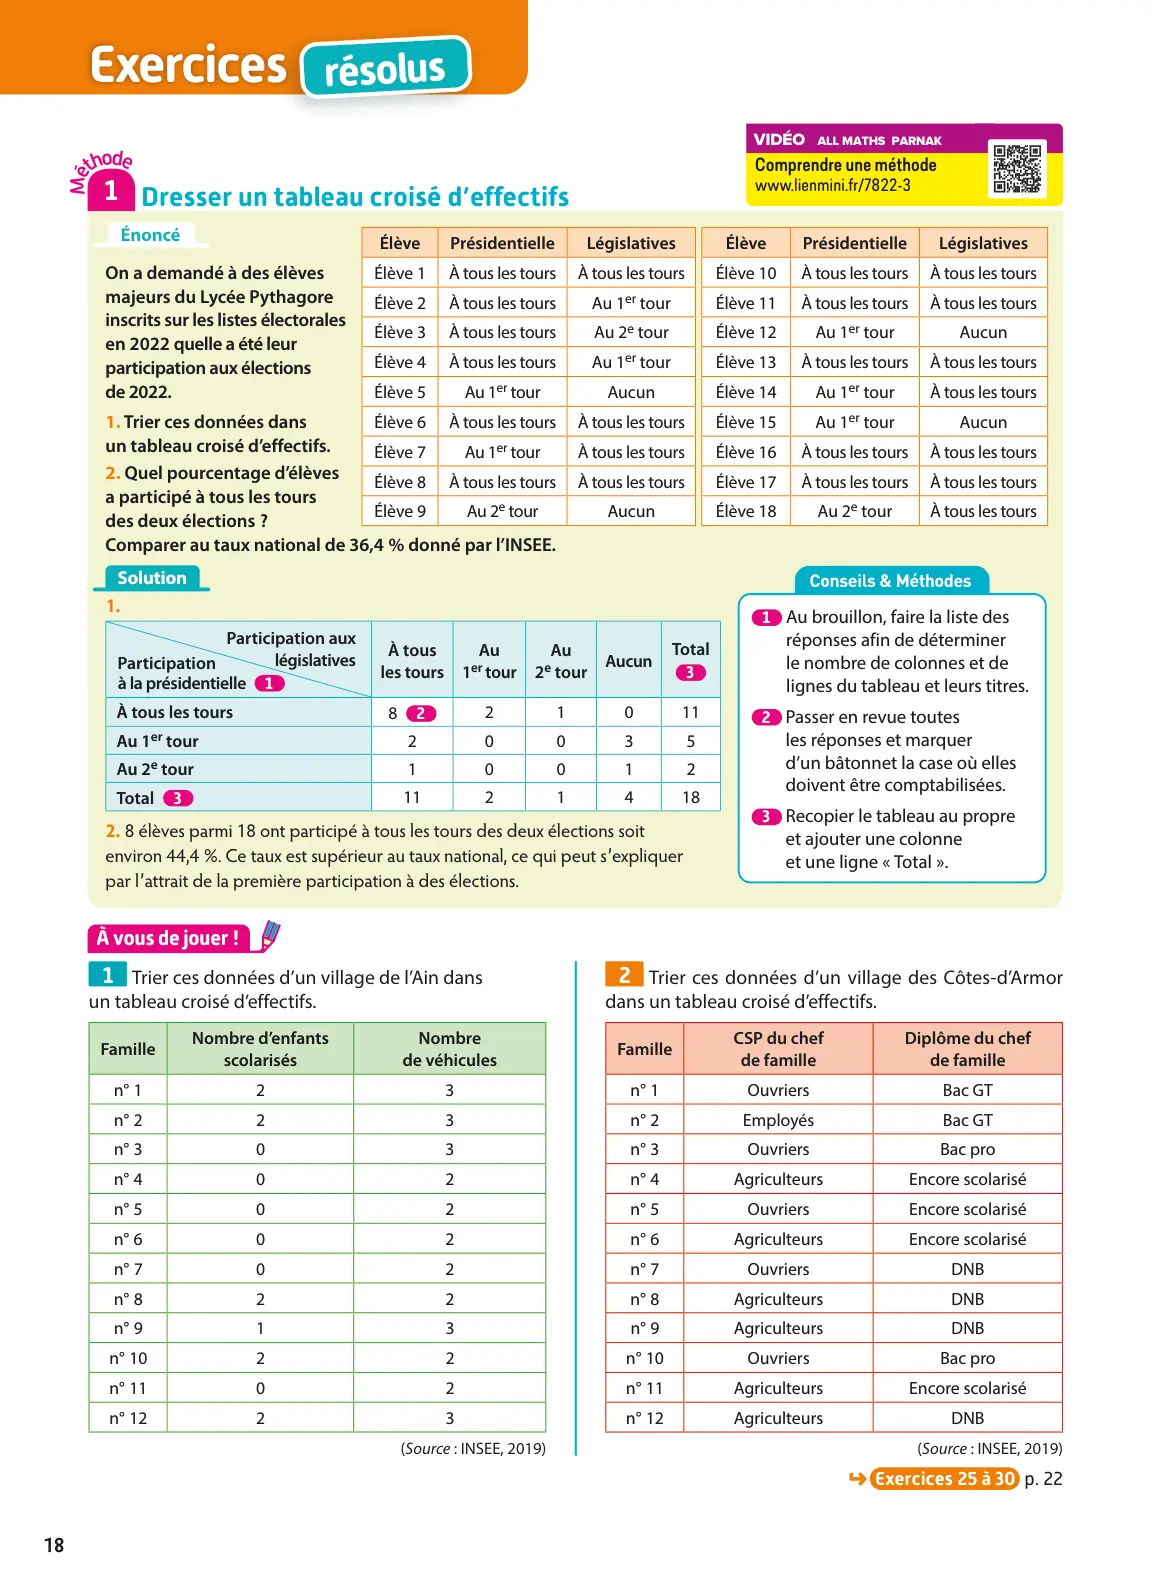 Exercices résolus
VIDÉO ALL MATHS PARNAK
Comprendre une méthode
www.lienmini.fr/7822-3
Méthode
1 Dresser un tableau croisé d'effectifs
Énoncé
On a demandé à des élèves
majeurs du Lycée Pythagore
inscrits sur les listes électorales
en 2022 quelle a été leur
participation aux élections
de 2022.
1. Trier ces données dans
un tableau croisé d'effectifs.
2. Quel pourcentage d'élèves
a participé à tous les tours
des deux élections ?
Comparer au taux national de 36,4 % donné par l'INSEE.
Élève Présidentielle Législatives
Élève 1 À tous les tours À tous les tours
Élève 2 À tous les tours Au 1er tour
Élève 3 À tous les tours Au 2e tour
Élève 4 À tous les tours Au 1er tour
Élève 5 Au 1er tour Aucun
Élève 6 À tous les tours À tous les tours
Élève 7 Au 1er tour À tous les tours
Élève 8 À tous les tours À tous les tours
Élève 9 Au 2e tour Aucun
Élève Présidentielle Législatives
Élève 10 À tous les tours À tous les tours
Élève 11 À tous les tours À tous les tours
Élève 12 Au 1er tour Aucun
Élève 13 À tous les tours À tous les tours
Élève 14 Au 1er tour À tous les tours
Élève 15 Au 1er tour Aucun
Élève 16 À tous les tours À tous les tours
Élève 17 À tous les tours À tous les tours
Élève 18 Au 2e tour À tous les tours
Solution
1.
Participation aux
législatives
Participation
à la présidentielle 1
À tous
les tours
Au
1er tour
Au
2e tour
Aucun
Total
3
À tous les tours 8 2 2 1 0 11
Au 1er tour 2 0 0 3 5
Au 2e tour 1 0 0 1 2
Total 3 11 2 1 4 18
2. 8 élèves parmi 18 ont participé à tous les tours des deux élections soit
environ 44,4 %. Ce taux est supérieur au taux national, ce qui peut s'expliquer
par l'attrait de la première participation à des élections.
Conseils & Méthodes
1 Au brouillon, faire la liste des
réponses afin de déterminer
le nombre de colonnes et de
lignes du tableau et leurs titres.
2 Passer en revue toutes
les réponses et marquer
d'un bâtonnet la case où elles
doivent être comptabilisées.
3 Recopier le tableau au propre
et ajouter une colonne
et une ligne « Total ».
À vous de jouer !
1 Trier ces données d'un village de l'Ain dans
un tableau croisé d'effectifs.
Famille
Nombre d'enfants
scolarisés
Nombre
de véhicules
n° 1 2 3
n° 2 2 3
n° 3 0 3
n° 4 0 2
n° 5 0 2
n° 6 0 2
n° 7 0 2
n° 8 2 2
n° 9 1 3
n° 10 2 2
n° 11 0 2
n° 12 2 3
(Source : INSEE, 2019)
2 Trier ces données d'un village des Côtes-d'Armor
dans un tableau croisé d'effectifs.
Famille
CSP du chef
de famille
Diplôme du chef
de famille
n° 1 Ouvriers Bac GT
n° 2 Employés Bac GT
n° 3 Ouvriers Bac pro
n° 4 Agriculteurs Encore scolarisé
n° 5 Ouvriers Encore scolarisé
n° 6 Agriculteurs Encore scolarisé
n° 7 Ouvriers DNB
n° 8 Agriculteurs DNB
n° 9 Agriculteurs DNB
n° 10 Ouvriers Bac pro
n° 11 Agriculteurs Encore scolarisé
n° 12 Agriculteurs DNB
(Source : INSEE, 2019)
Exercices 25 à 30 p. 22
18